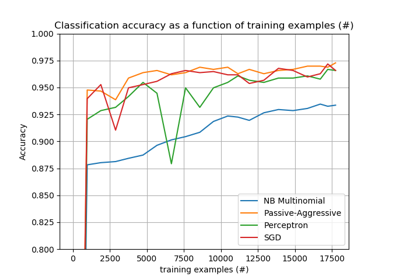 Classification accuracy as a function of training examples (#)
1.000
0.975
0.950
0.925
0.900
0.875
0.850
0.825
0.800
Accuracy
0 2500 5000 7500 10000 12500 15000 17500
training examples (#)
NB Multinomial
Passive-Aggressive
Perceptron
SGD